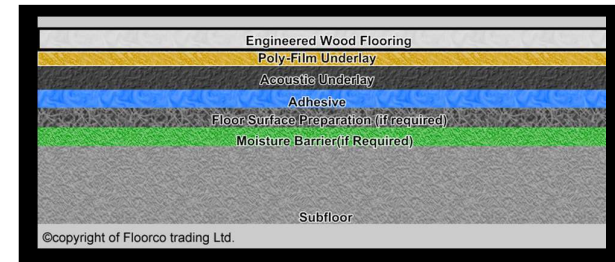 Engineered Wood Flooring
Poly-Film Underlay
Acoustic Underlay
Adhesive
Floor Surface Preparation (if required)
Moisture Barrier(if Required)
Subfloor
©copyright of Floorco trading Ltd.